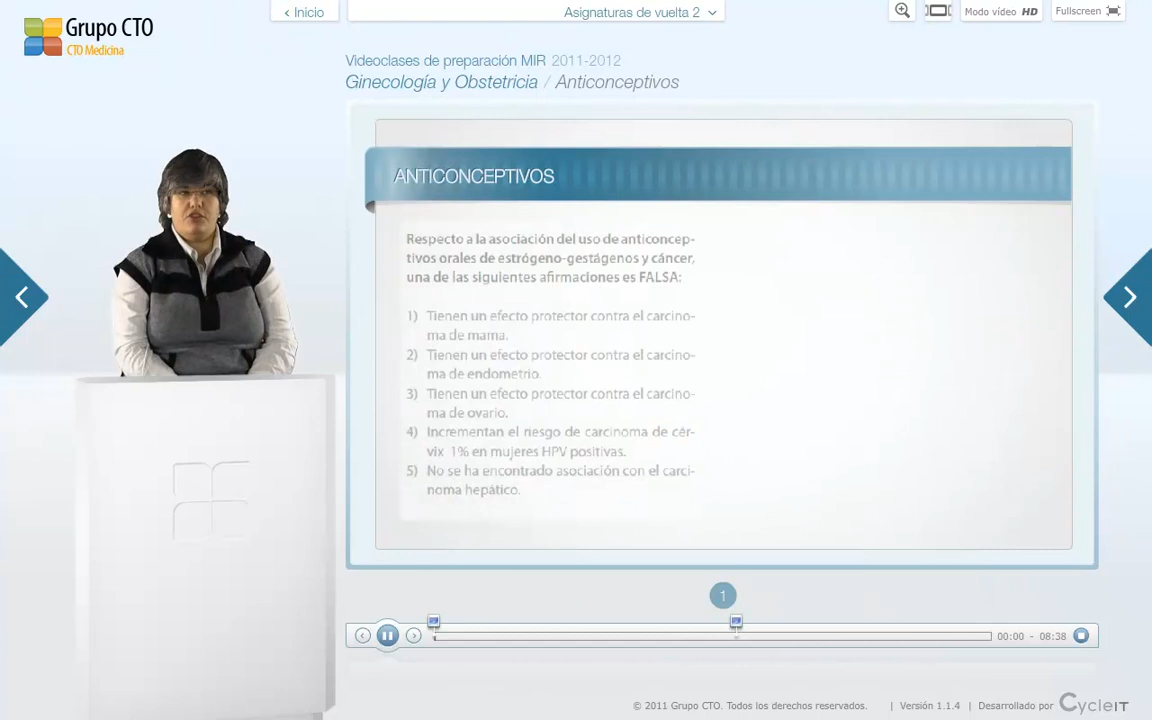 Grupo CTO
CTO Medicina
‹ Inicio
Asignaturas de vuelta 2
Modo vídeo HD
Fullscreen
Videoclases de preparación MIR 2011-2012
Ginecología y Obstetricia / Anticonceptivos
ANTICONCEPTIVOS
Respecto a la asociación del uso de anticoncep-
tivos orales de estrógeno-gestágenos y cáncer,
una de las siguientes afirmaciones es FALSA:
1) Tienen un efecto protector contra el carcino-
ma de mama.
2) Tienen un efecto protector contra el carcino-
ma de endometrio.
3) Tienen un efecto protector contra el carcino-
ma de ovario.
4) Incrementan el riesgo de carcinoma de cér-
vix 1% en mujeres HPV positivas.
5) No se ha encontrado asociación con el carci-
noma hepático.
1
00:00 - 08:38
© 2011 Grupo CTO. Todos los derechos reservados. | Versión 1.1.4 | Desarrollado por CycleIT